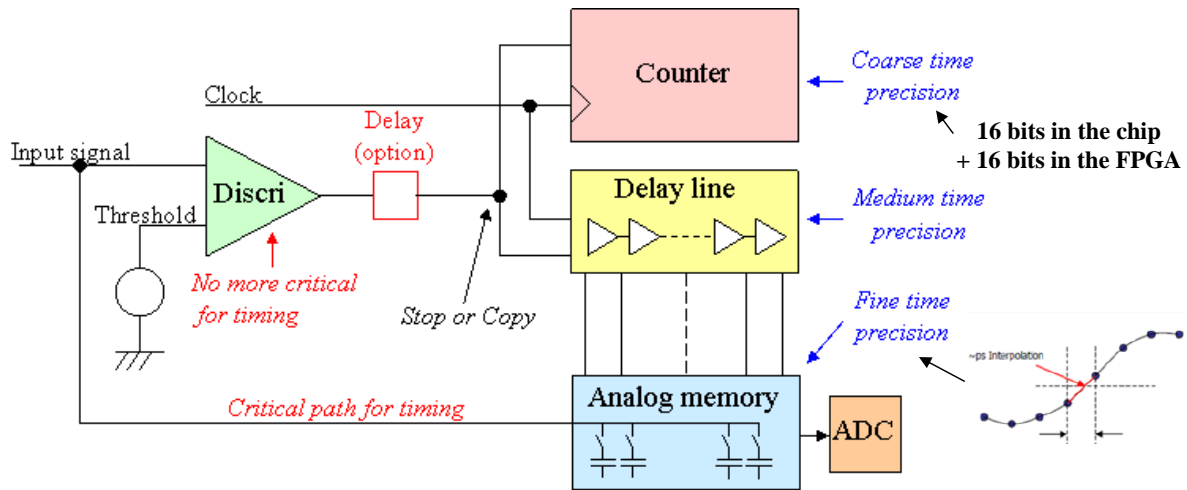 Counter
Coarse time
precision
16 bits in the chip
+ 16 bits in the FPGA
Clock
Delay
(option)
Input signal
Discri
Threshold
No more critical
for timing
Stop or Copy
Delay line
Medium time
precision
Fine time
precision
~ps Interpolation
Critical path for timing
Analog memory
ADC